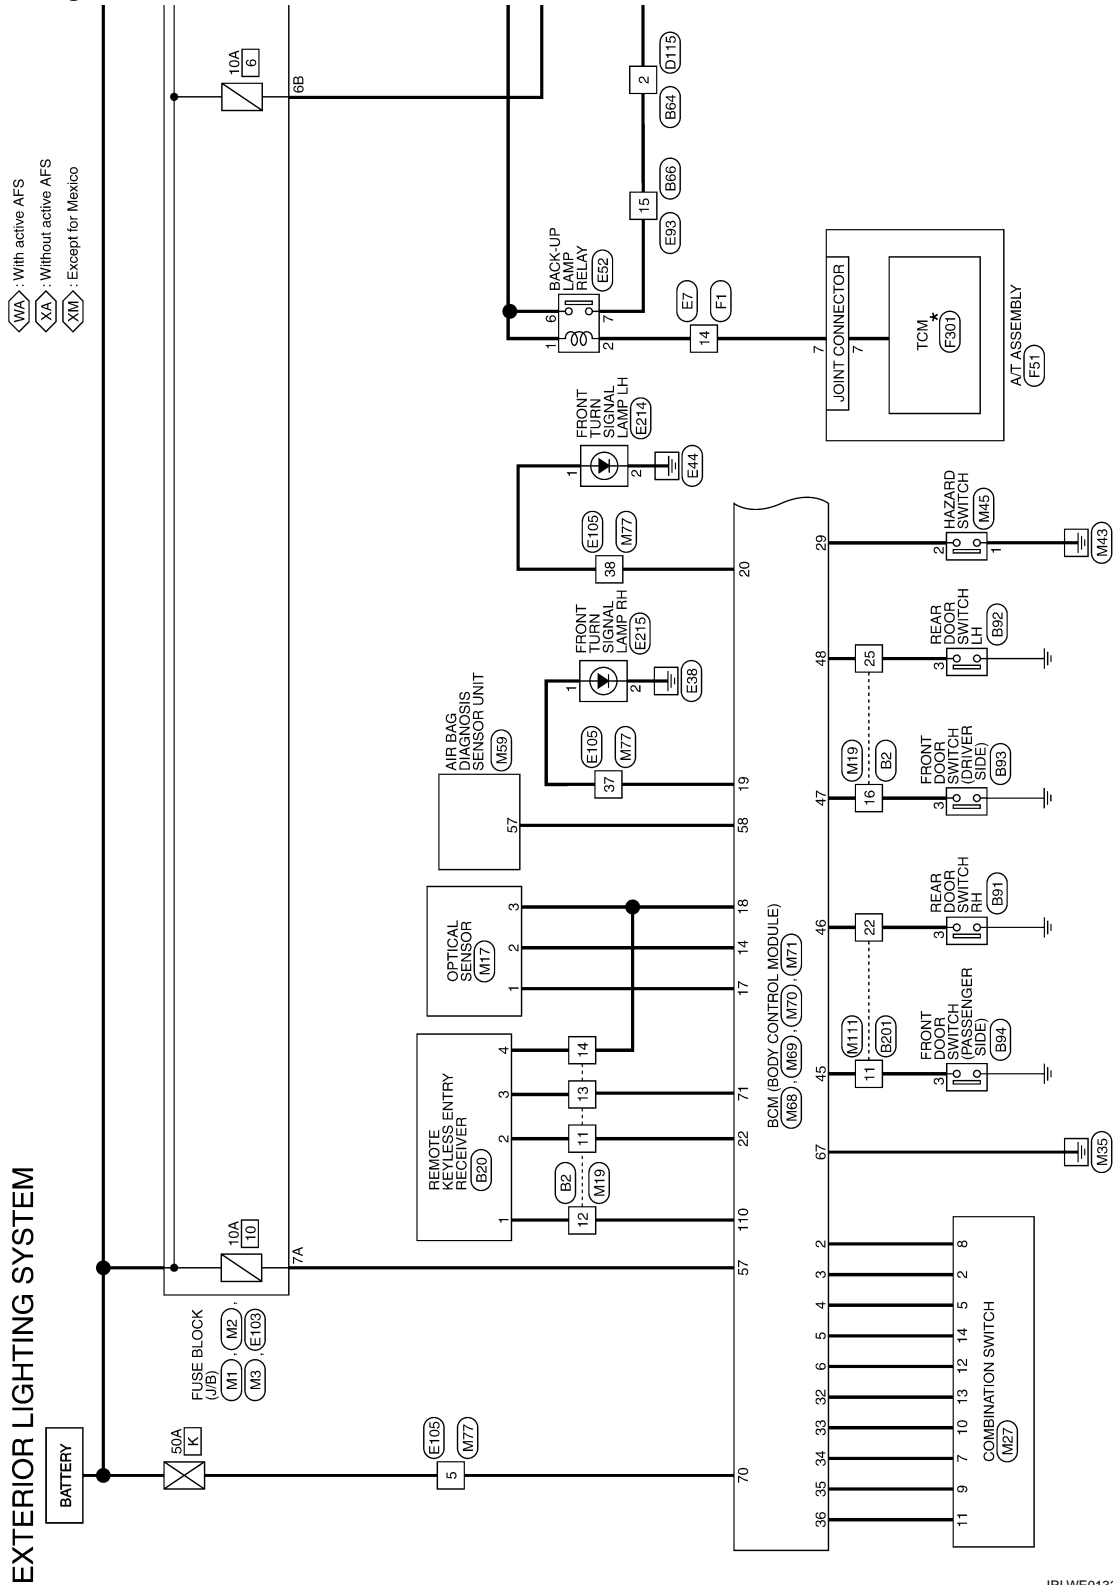 EXTERIOR LIGHTING SYSTEM
WA : With active AFS
XA : Without active AFS
XM : Except for Mexico
BATTERY
50A
K
E105
M77
5
70
FUSE BLOCK
(J/B)
M1 , M2 ,
M3 , E103
10A
10
7A
57
10A
6
6B
REMOTE
KEYLESS ENTRY
RECEIVER
B20
1
2
3
4
B2
M19
12
11
13
14
110
22
71
OPTICAL
SENSOR
M17
1
2
3
17
14
18
AIR BAG
DIAGNOSIS
SENSOR UNIT
M59
57
58
FRONT
TURN
SIGNAL
LAMP RH
E215
1
2
E38
E105
M77
37
19
FRONT
TURN
SIGNAL
LAMP LH
E214
1
2
E44
E105
M77
38
20
BACK-UP
LAMP
RELAY
E52
1
6
2
7
E7
F1
14
E93
B66
15
B64
D115
2
JOINT CONNECTOR
7
7
TCM
*
F301
A/T ASSEMBLY
F51
BCM (BODY CONTROL MODULE)
M68 , M69 , M70 , M71
36
35
34
33
32
6
5
4
3
2
11
9
7
10
13
12
14
5
2
8
COMBINATION SWITCH
M27
67
M35
45
M111
B201
11
3
FRONT
DOOR
SWITCH
(PASSENGER
SIDE)
B94
46
22
3
REAR
DOOR
SWITCH
RH
B91
47
M19
B2
16
3
FRONT
DOOR
SWITCH
(DRIVER
SIDE)
B93
48
25
3
REAR
DOOR
SWITCH
LH
B92
29
2
1
HAZARD
SWITCH
M45
M43